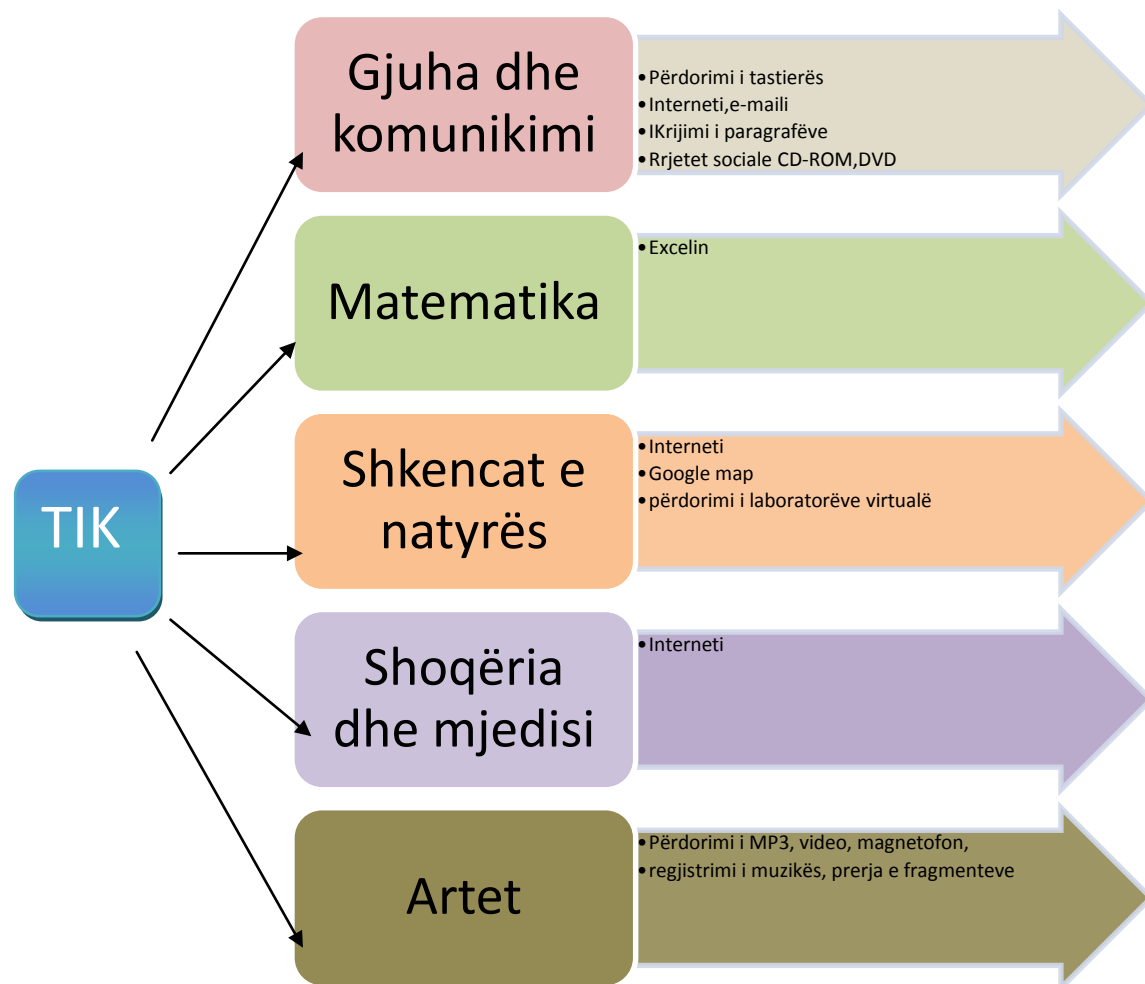 TIK
Gjuha dhe
komunikimi
•Përdorimi i tastierës
•Interneti,e-maili
•IKrijimi i paragrafëve
•Rrjetet sociale CD-ROM,DVD
Matematika
•Excelin
Shkencat e
natyrës
•Interneti
•Google map
•përdorimi i laboratorëve virtualë
Shoqëria
dhe mjedisi
•Interneti
Artet
•Përdorimi i MP3, video, magnetofon,
•regjistrimi i muzikës, prerja e fragmenteve